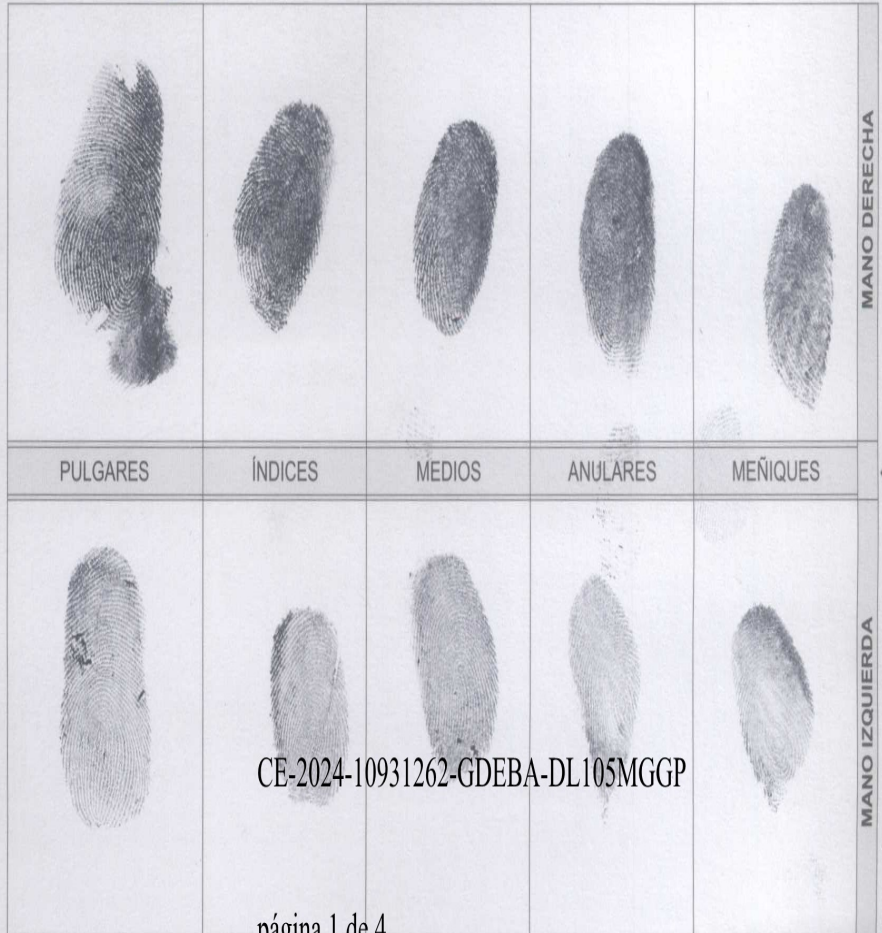 MANO DERECHA
PULGARES
ÍNDICES
MEDIOS
ANULARES
MEÑIQUES
MANO IZQUIERDA
CE-2024-10931262-GDEBA-DL105MGGP
página 1 de 4